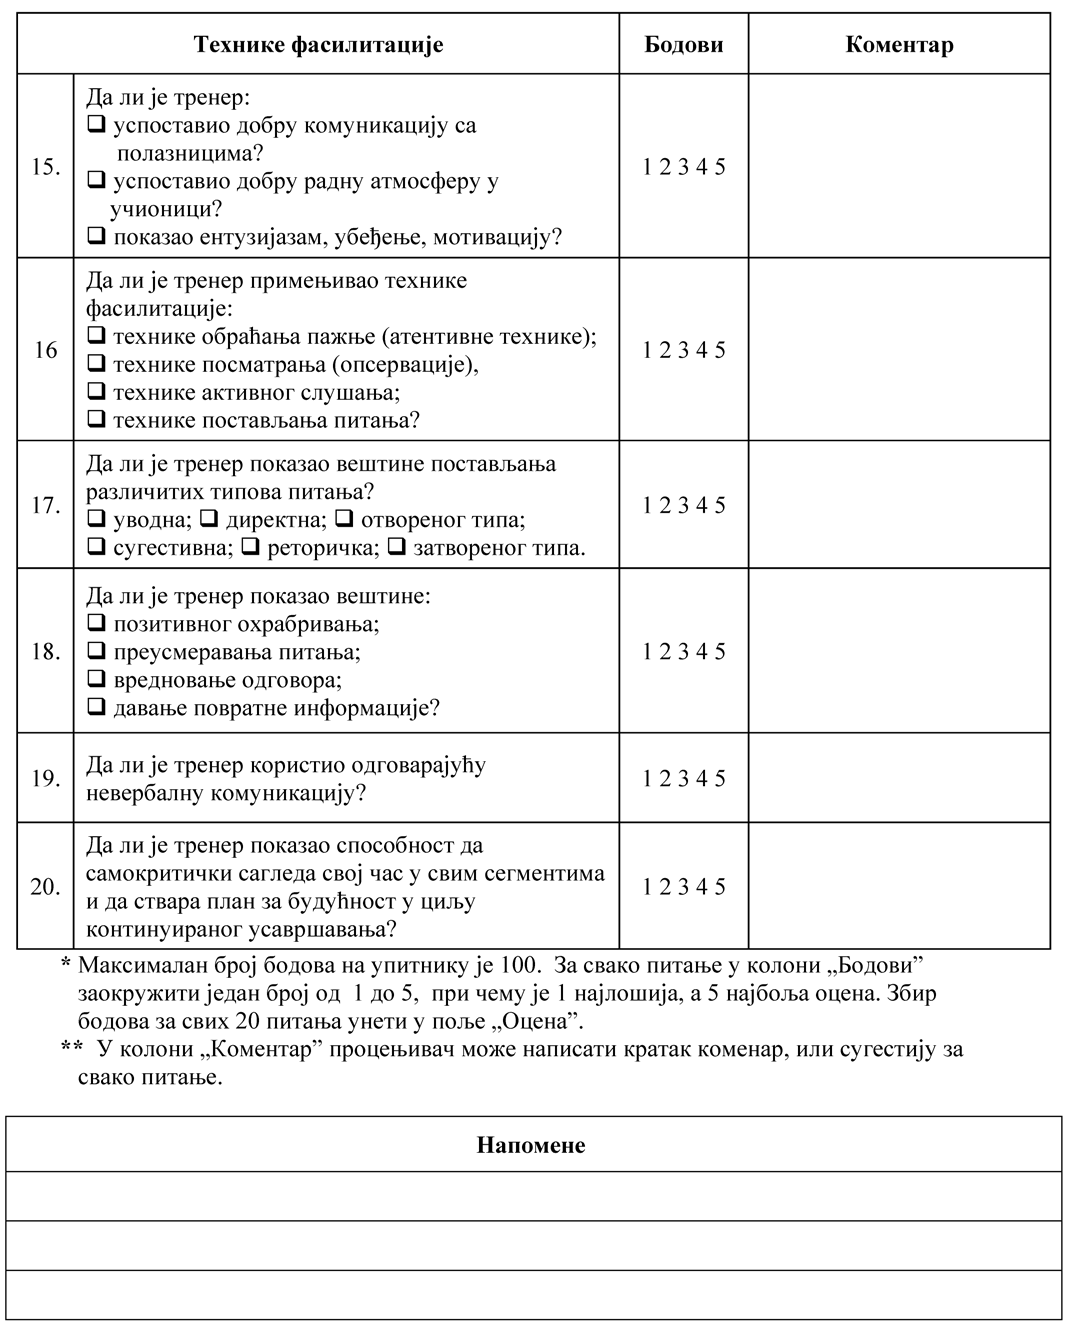 Технике фасилитације Бодови Коментар
Да ли је тренер:
❑ успоставио добру комуникацију са
полазницима?
15. ❑ успоставио добру радну атмосферу у 1 2 3 4 5
учионици?
❑ показао ентузијазам, убеђење, мотивацију?
Да ли је тренер примењивао технике
фасилитације:
❑ технике обраћања пажње (атентивне технике);
16 ❑ технике посматрања (опсервације), 1 2 3 4 5
❑ технике активног слушања;
❑ технике постављања питања?
Да ли је тренер показао вештине постављања
различитих типова питања?
17. ❑ уводна; ❑ директна; ❑ отвореног типа; 1 2 3 4 5
❑ сугестивна; ❑ реторичка; ❑ затвореног типа.
Да ли је тренер показао вештине:
❑ позитивног охрабривања;
18. ❑ преусмеравања питања; 1 2 3 4 5
❑ вредновање одговора;
❑ давање повратне информације?
19. Да ли је тренер користио одговарајућу 1 2 3 4 5
невербалну комуникацију?
Да ли је тренер показао способност да
самокритички сагледа свој час у свим сегментима
20. и да ствара план за будућност у циљу 1 2 3 4 5
континуираног усавршавања?
* Максималан број бодова на упитнику је 100. За свако питање у колони „Бодови”
заокружити један број од 1 до 5, при чему је 1 најлошија, а 5 најбоља оцена. Збир
бодова за свих 20 питања унети у поље „Оцена”.
** У колони „Коментар” процењивач може написати кратак коменар, или сугестију за
свако питање.
Напомене